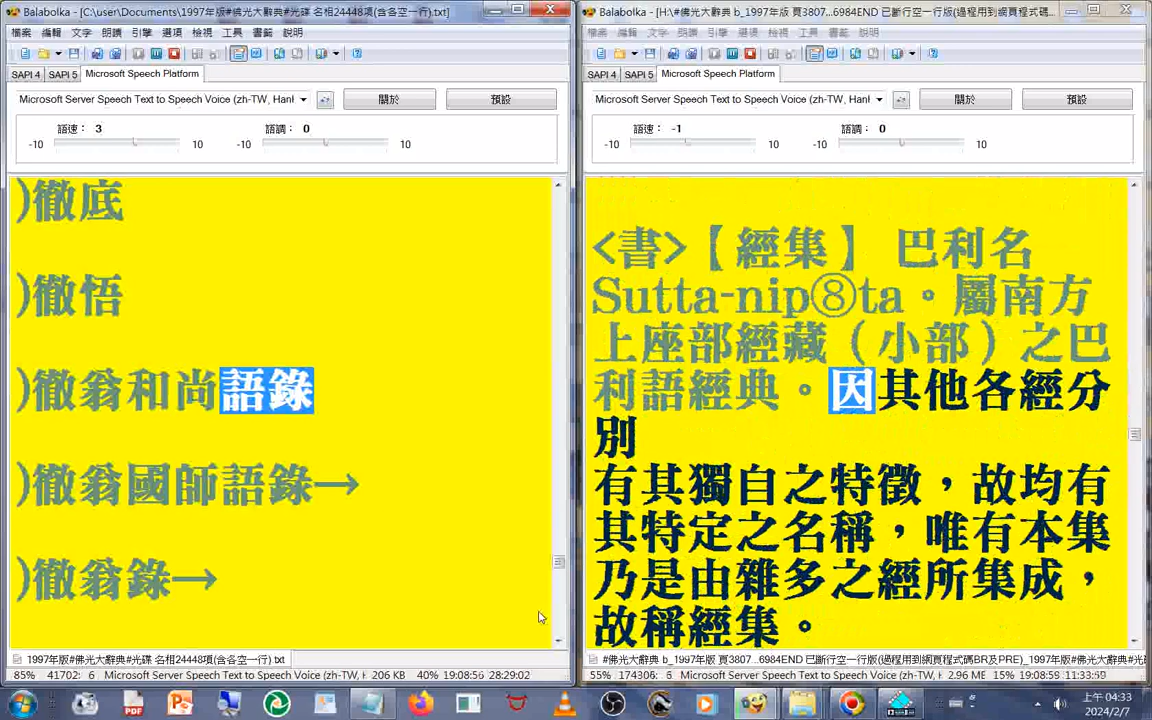 Balabolka - [C:\user\Documents\1997年版#佛光大辭典#光碟 名相24448項(含各空一行).txt]
檔案 編輯 文字 朗讀 引擎 選項 檢視 工具 書籤 說明
SAPI 4 SAPI 5 Microsoft Speech Platform
Microsoft Server Speech Text to Speech Voice (zh-TW, Hanl
關於
預設
語速： 3
語調： 0
-10 10 -10 10
)徹底
)徹悟
)徹翁和尚語錄
)徹翁國師語錄→
)徹翁錄→
1997年版#佛光大辭典#光碟 名相24448項(含各空一行).txt
85% 41702: 6 Microsoft Server Speech Text to Speech Voice (zh-TW, H 206 KB 40% 19:08:59 28:29:02
Balabolka - [H:\#佛光大辭典 b_1997年版 頁3807...6984END 已斷行空一行版(過程用到網頁程式碼
檔案 編輯 文字 朗讀 引擎 選項 檢視 工具 書籤 說明
SAPI 4 SAPI 5 Microsoft Speech Platform
Microsoft Server Speech Text to Speech Voice (zh-TW, Hanl
關於
預設
語速： -1
語調： 0
-10 10 -10 10
<書>【經集】 巴利名
Sutta-nip⑧ta。屬南方
上座部經藏（小部）之巴
利語經典。因其他各經分
別
有其獨自之特徵，故均有
其特定之名稱，唯有本集
乃是由雜多之經所集成，
故稱經集。
#佛光大辭典 b_1997年版 頁3807...6984END 已斷行空一行版(過程用到網頁程式碼BR及PRE)_1997年版#光
55% 174306: 6 Microsoft Server Speech Text to Speech Voice (zh-TW, H 2.96 ME 15% 19:08:59 11:33:59
PDF
上午 04:33
2024/2/7